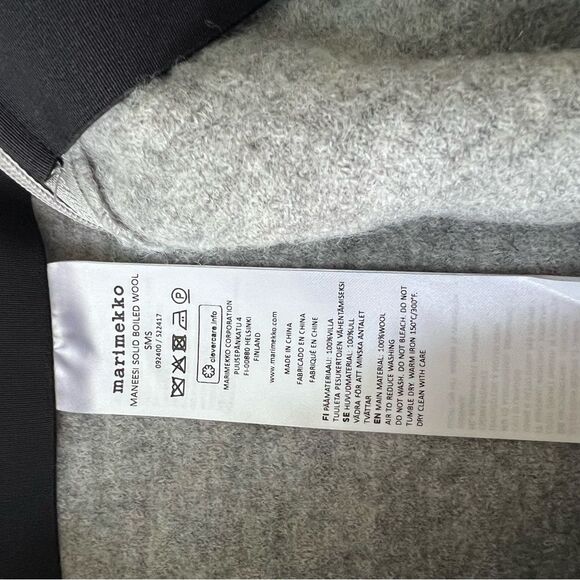 marimekko
MANEESI SOLID BOILED WOOL
SMS
092400 / 522417
P
clevercare.info
MARIMEKKO CORPORATION
PUUSEPÄNKATU 4
FI-00880 HELSINKI
FINLAND
www.marimekko.com
MADE IN CHINA
FABRICADO EN CHINA
FABRIQUÉ EN CHINE
FI PÄÄMATERIAALI: 100%VILLA
TUULETA PESUKERTOJEN VÄHENTÄMISEKSI
SE HUVUDMATERIAL: 100%ULL
VÄDRA FÖR ATT MINSKA ANTALET
TVÄTTAR
EN MAIN MATERIAL: 100%WOOL
AIR TO REDUCE WASHING
DO NOT WASH. DO NOT BLEACH. DO NOT
TUMBLE DRY. WARM IRON 150°C/300°F.
DRY CLEAN WITH CARE